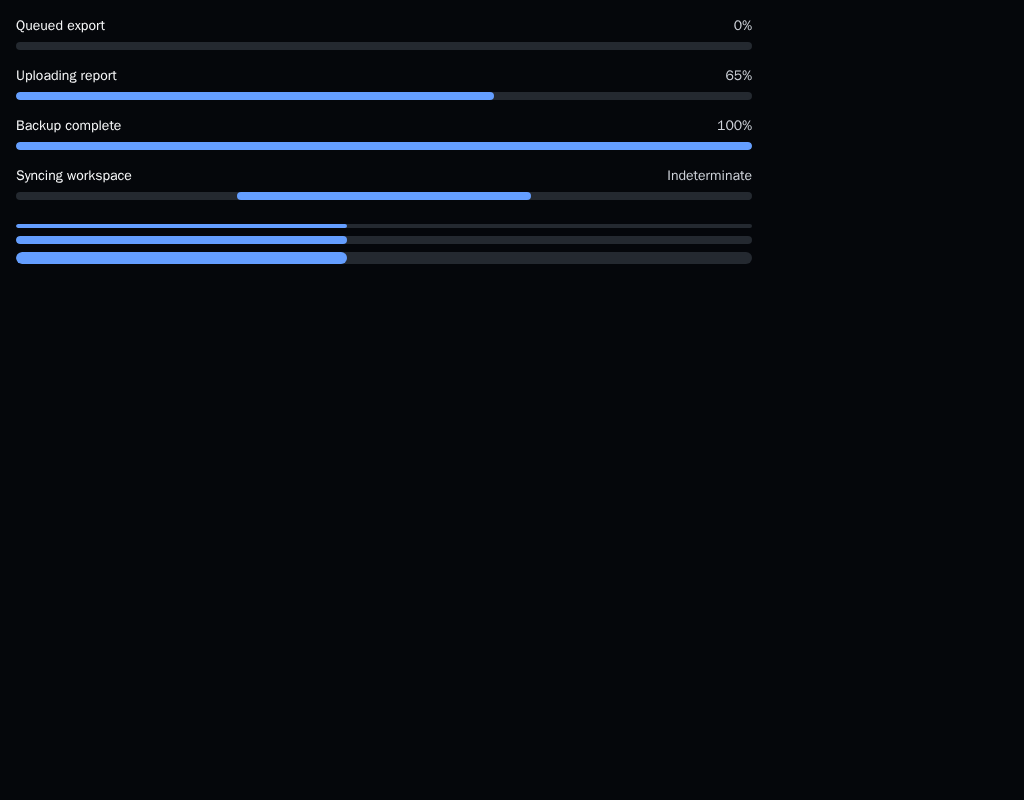 Queued export 0%
Uploading report 65%
Backup complete 100%
Syncing workspace Indeterminate